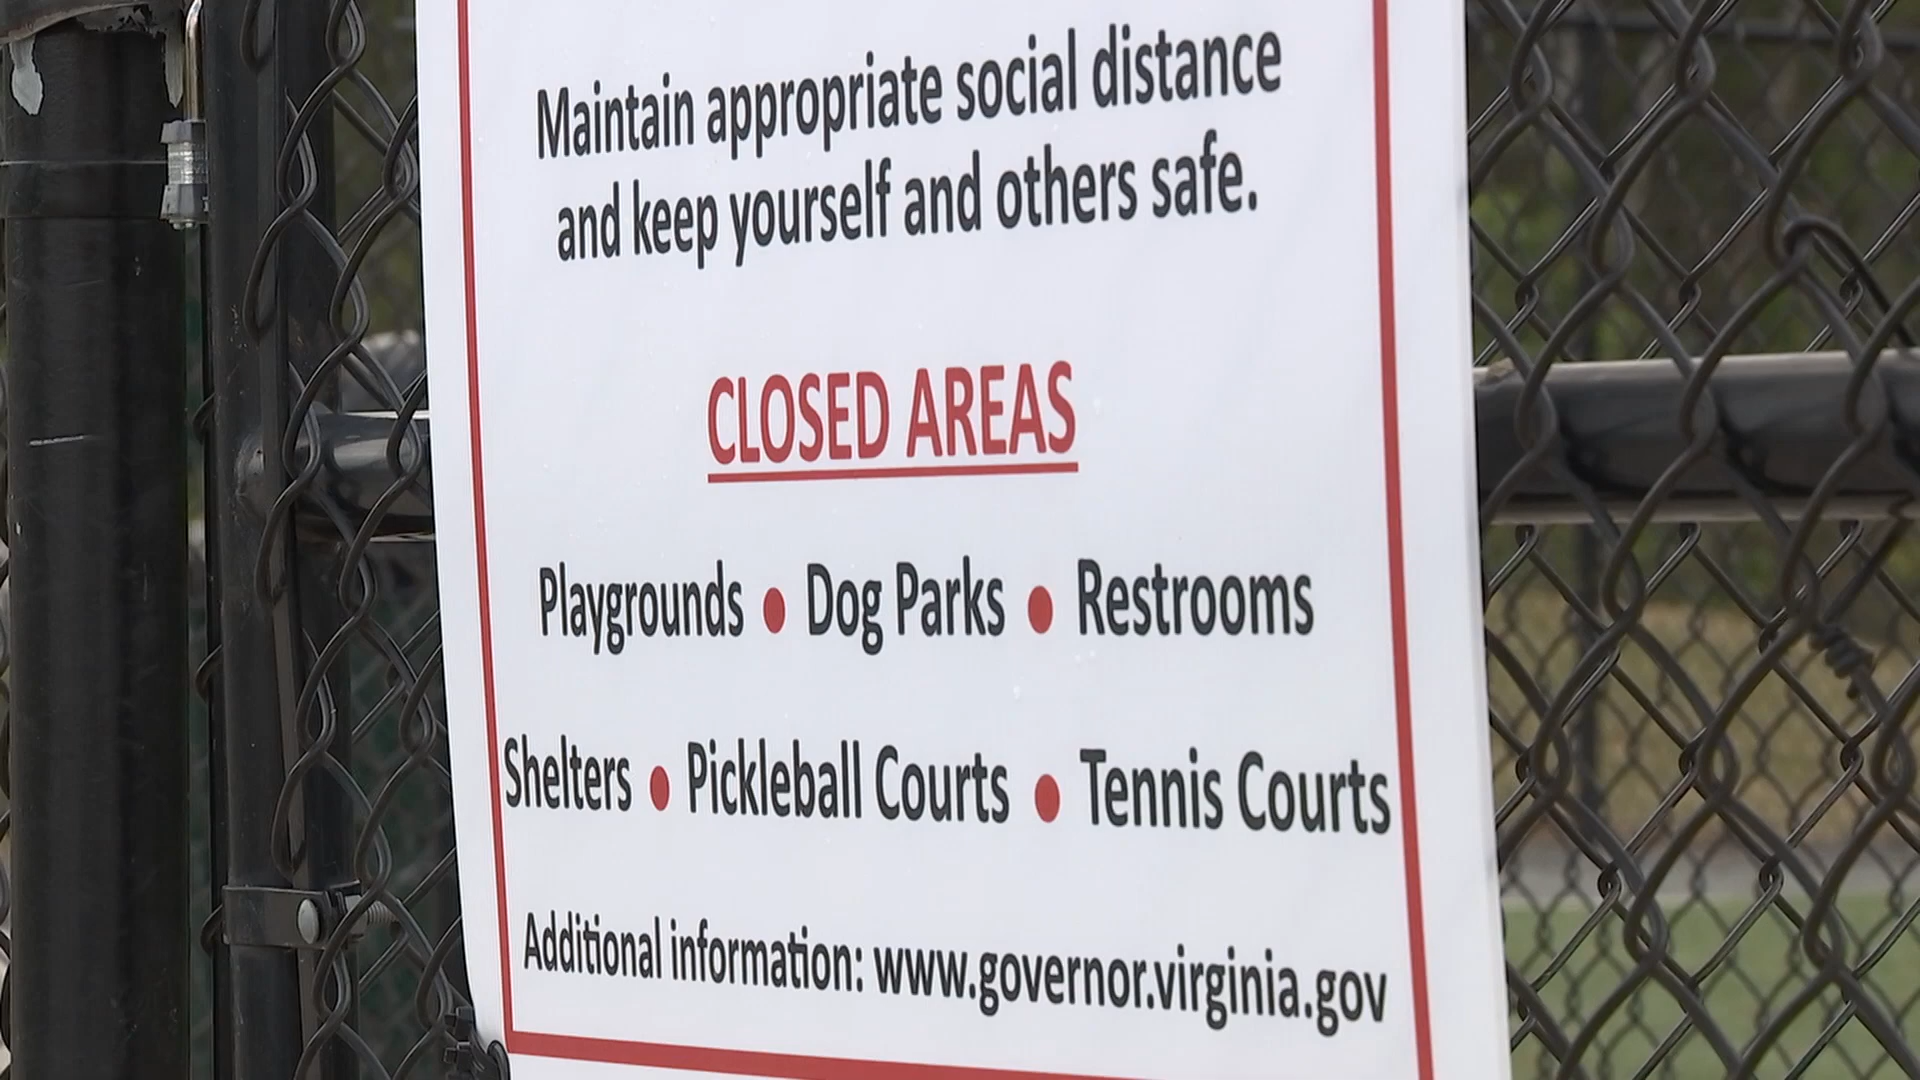 Maintain appropriate social distance
and keep yourself and others safe.
CLOSED AREAS
Playgrounds • Dog Parks • Restrooms
Shelters • Pickleball Courts • Tennis Courts
Additional information: www.governor.virginia.gov